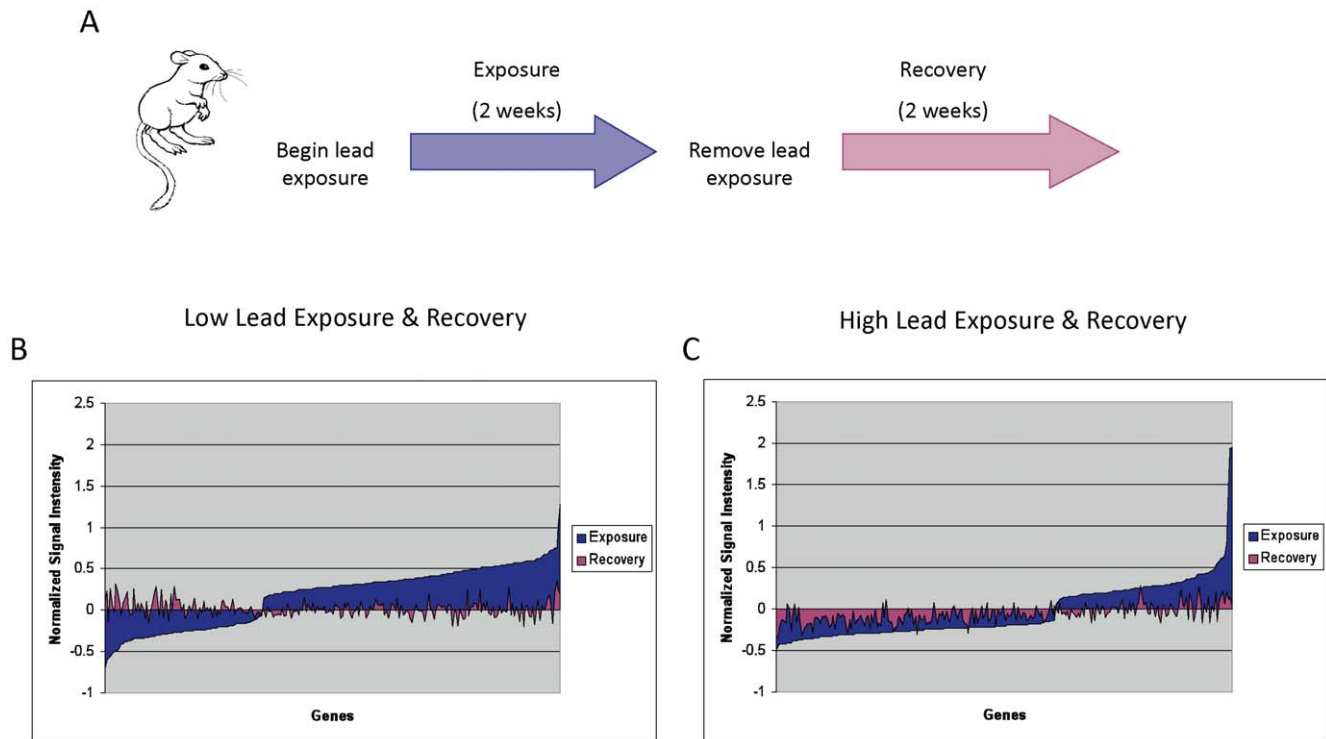 A
Exposure
(2 weeks)
Begin lead
exposure
Remove lead
exposure
Recovery
(2 weeks)
Low Lead Exposure & Recovery
High Lead Exposure & Recovery
B
2.5
2
1.5
1
0.5
0
-0.5
-1
Normalized Signal Instensity
Genes
Exposure
Recovery
C
2.5
2
1.5
1
0.5
0
-0.5
-1
Normalized Signal Instensity
Genes
Exposure
Recovery